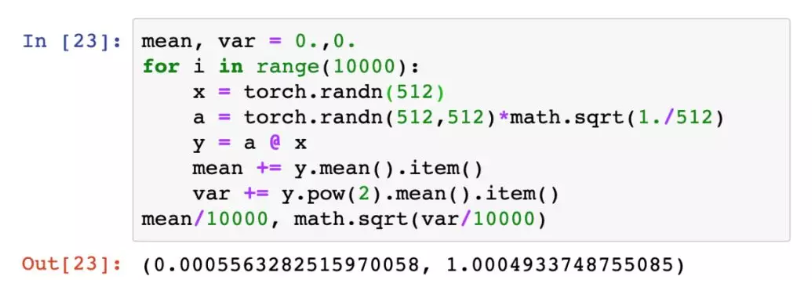 In [23]: mean, var = 0.,0.
for i in range(10000):
    x = torch.randn(512)
    a = torch.randn(512,512)*math.sqrt(1./512)
    y = a @ x
    mean += y.mean().item()
    var += y.pow(2).mean().item()
mean/10000, math.sqrt(var/10000)
Out[23]: (0.0005563282515970058, 1.0004933748755085)